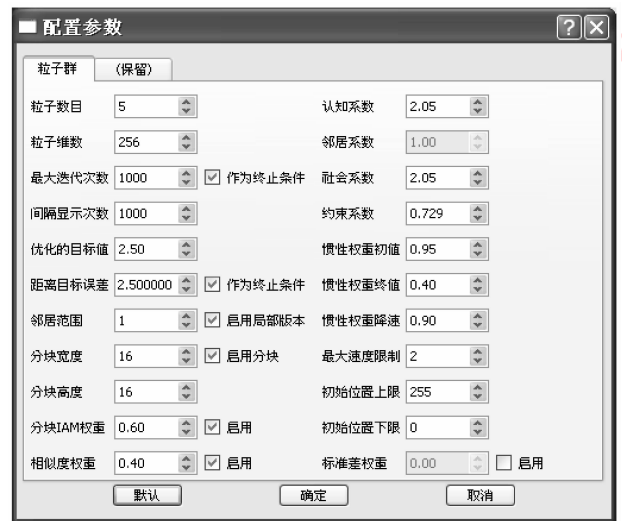 配置参数
粒子群 (保留)
粒子数目 5 认知系数 2.05
粒子维数 256 邻居系数 1.00
最大迭代次数 1000 作为终止条件 社会系数 2.05
间隔显示次数 1000 约束系数 0.729
优化的目标值 2.50 惯性权重初值 0.95
距离目标误差 2.500000 作为终止条件 惯性权重终值 0.40
邻居范围 1 启用局部版本 惯性权重降速 0.90
分块宽度 16 启用分块 最大速度限制 2
分块高度 16 初始位置上限 255
分块IAM权重 0.60 启用 初始位置下限 0
相似度权重 0.40 启用 标准差权重 0.00 启用
默认 确定 取消